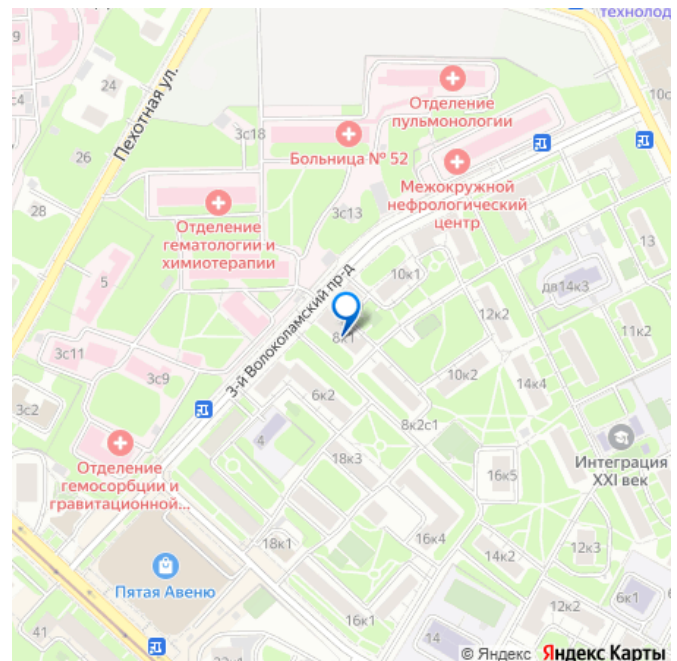 технолод
9
с4
24
Пехотная ул.
10с
Отделение
пульмонологии
3с18
Больница № 52
26
Межокружной
нефрологический
центр
28
3с13
Отделение
гематологии и
химиотерапии
13
10к1
5
дв14к3
3-й Волоколамский пр-д
12к2
11к2
8к1
3с11
3с9
10к2
14к4
6к2
3с2
8к2с1
4
Интеграция
XXI век
Отделение
гемосорбции и
гравитационной...
18к3
16к5
18к1
16к4
12к3
14к2
Пятая Авеню
6к1
12к2
16к1
41
14
© Яндекс Яндекс Карты